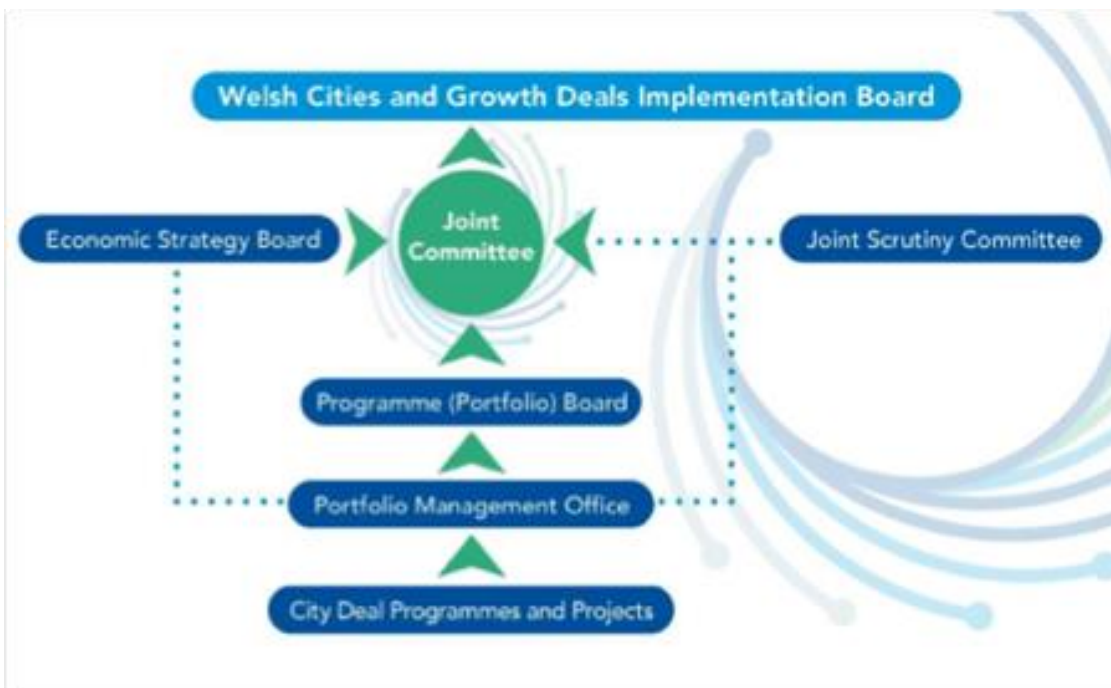 Welsh Cities and Growth Deals Implementation Board
Joint
Committee
Economic Strategy Board
Joint Scrutiny Committee
Programme (Portfolio) Board
Portfolio Management Office
City Deal Programmes and Projects